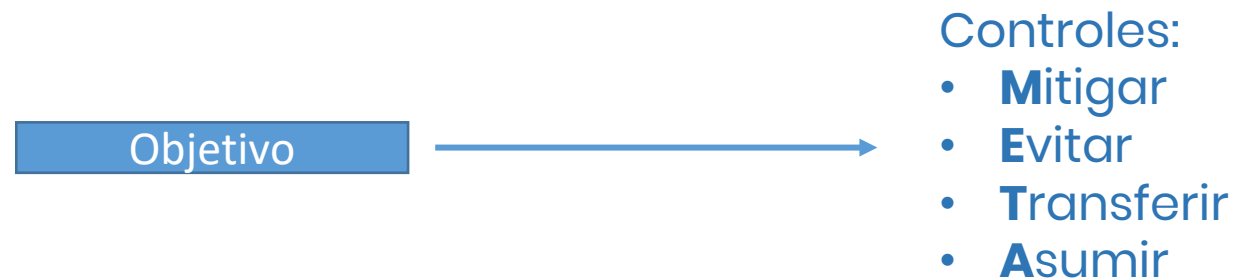 Objetivo
Controles:
• Mitigar
• Evitar
• Transferir
• Asumir